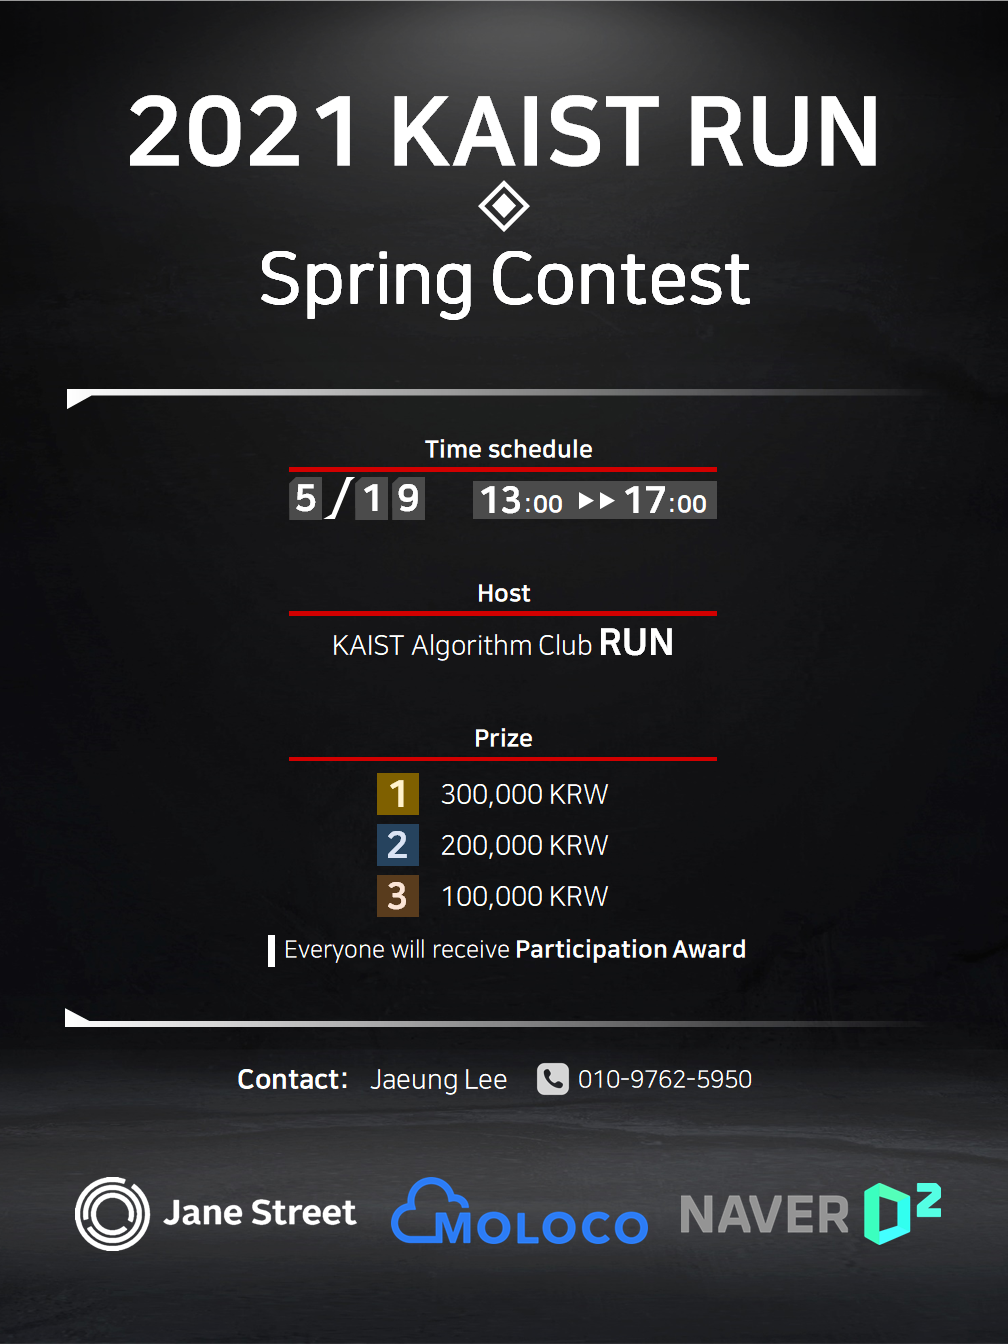 2021 KAIST RUN
Spring Contest
Time schedule
5/19 13:00 ▶▶ 17:00
Host
KAIST Algorithm Club RUN
Prize
1 300,000 KRW
2 200,000 KRW
3 100,000 KRW
Everyone will receive Participation Award
Contact: Jaeung Lee 010-9762-5950
Jane Street MOLOCO NAVER D2